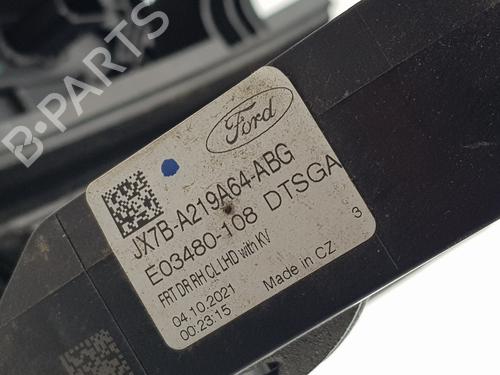 Ford
JX7B-A219A64-ABG
E03480-108 DTSGA
FRT DR RH CL LHD with KV
04.10.2021
00:23:15
Made in CZ
3
B-PARTS